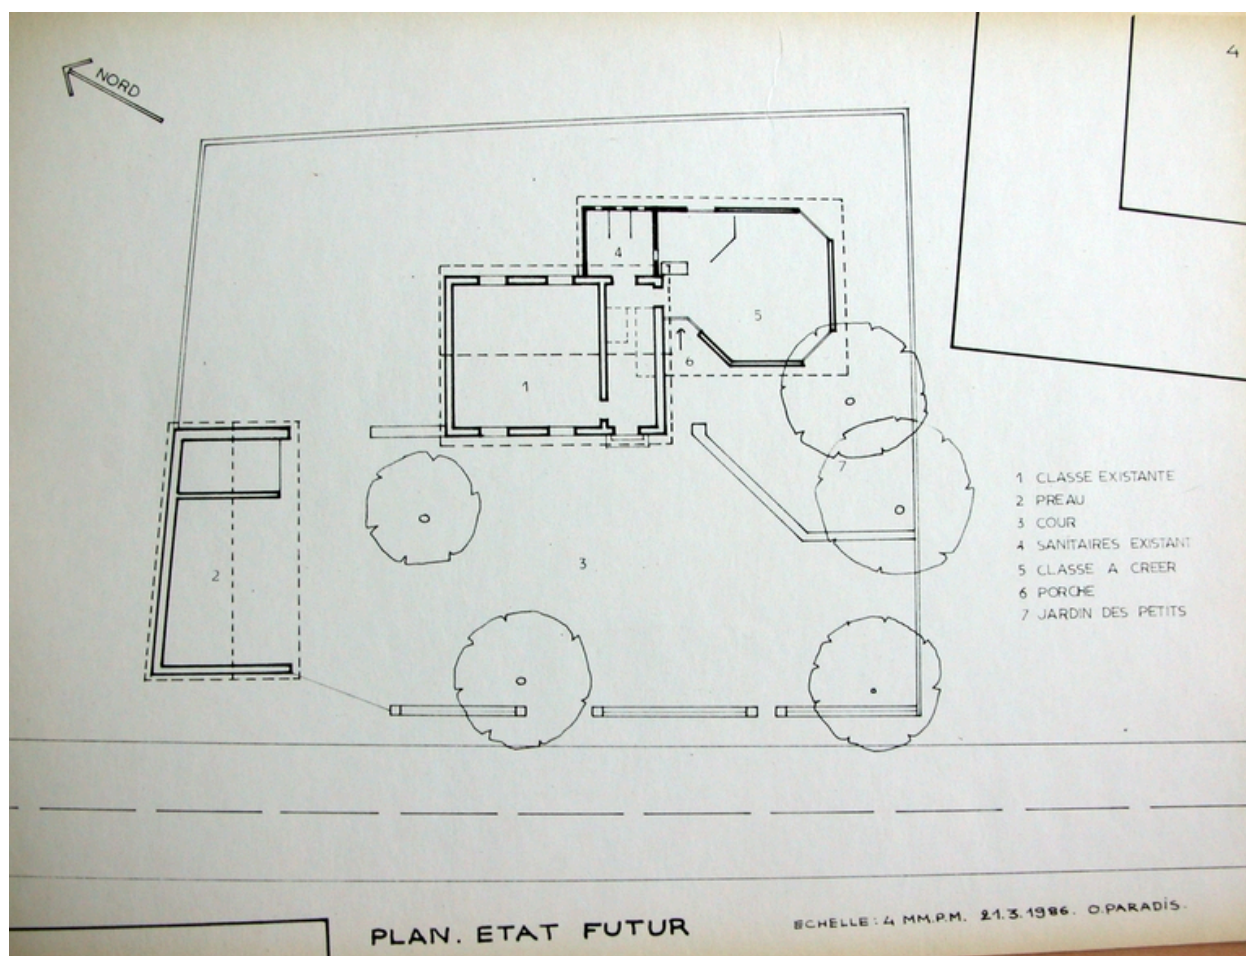 4
NORD
4
5
6
1
7
1 CLASSE EXISTANTE
2 PREAU
3 COUR
4 SANITAIRES EXISTANT
5 CLASSE A CREER
6 PORCHE
7 JARDIN DES PETITS
3
2
PLAN. ETAT FUTUR
ECHELLE: 4 MM.P.M. 21.3.1986. O.PARADIS.